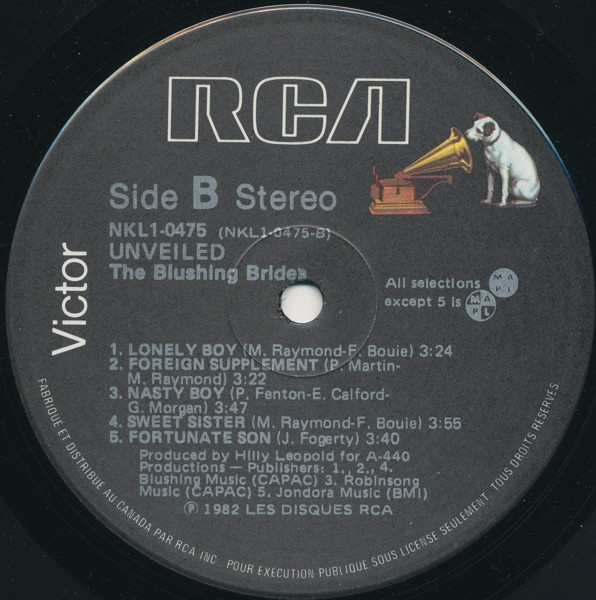 RCA
Side B Stereo
NKL1-0475 (NKL1-0475-B)
UNVEILED
The Blushing Brides
Victor
All selections M A P L
except 5 is M A P L
1. LONELY BOY (M. Raymond-F. Bouie) 3:24
2. FOREIGN SUPPLEMENT (P. Martin-
M. Raymond) 3:22
3. NASTY BOY (P. Fenton-E. Calford-
G. Morgan) 3:47
4. SWEET SISTER (M. Raymond-F. Bouie) 3:55
5. FORTUNATE SON (J. Fogerty) 3:40
Produced by Hilly Leopold for A-440
Productions — Publishers: 1., 2., 4.
Blushing Music (CAPAC) 3. Robinsong
Music (CAPAC) 5. Jondora Music (BMI)
℗ 1982 LES DISQUES RCA
FABRIQUE ET DISTRIBUE AU CANADA PAR RCA INC. POUR EXECUTION PUBLIQUE SOUS LICENSE SEULEMENT TOUS DROITS RESERVES